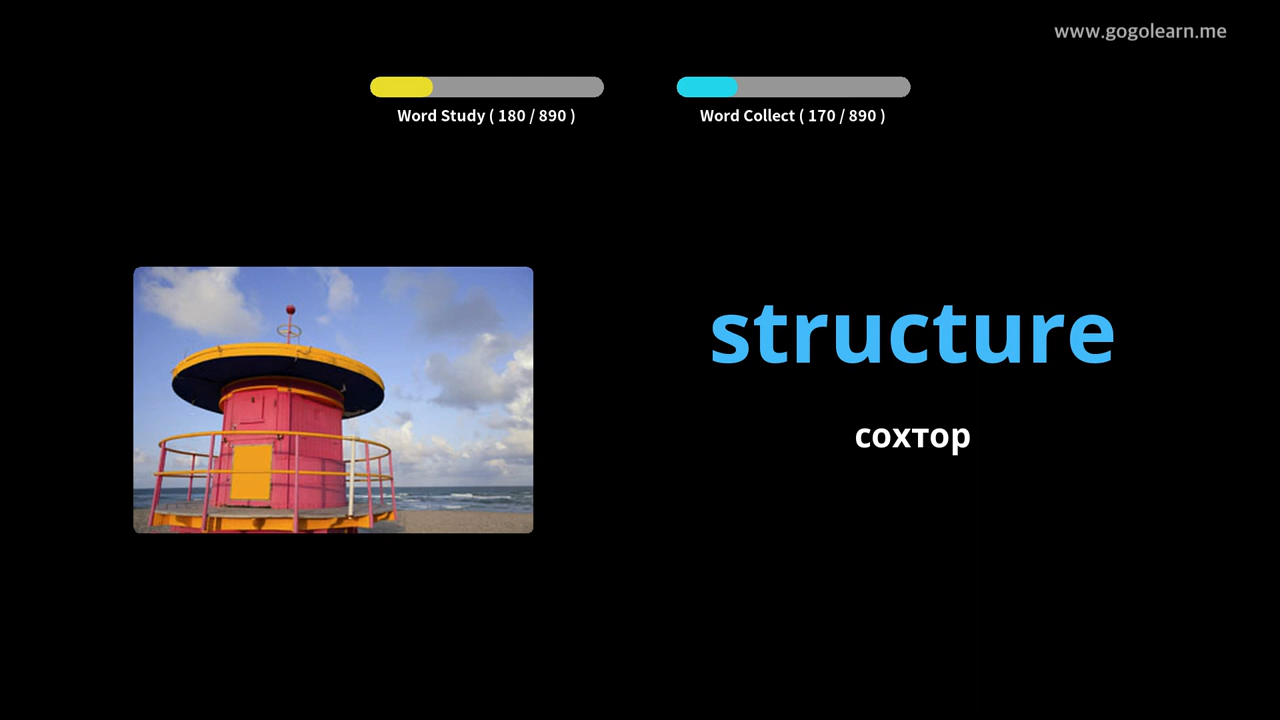 www.gogolearn.me
Word Study ( 180 / 890 )
Word Collect ( 170 / 890 )
structure
сохтор